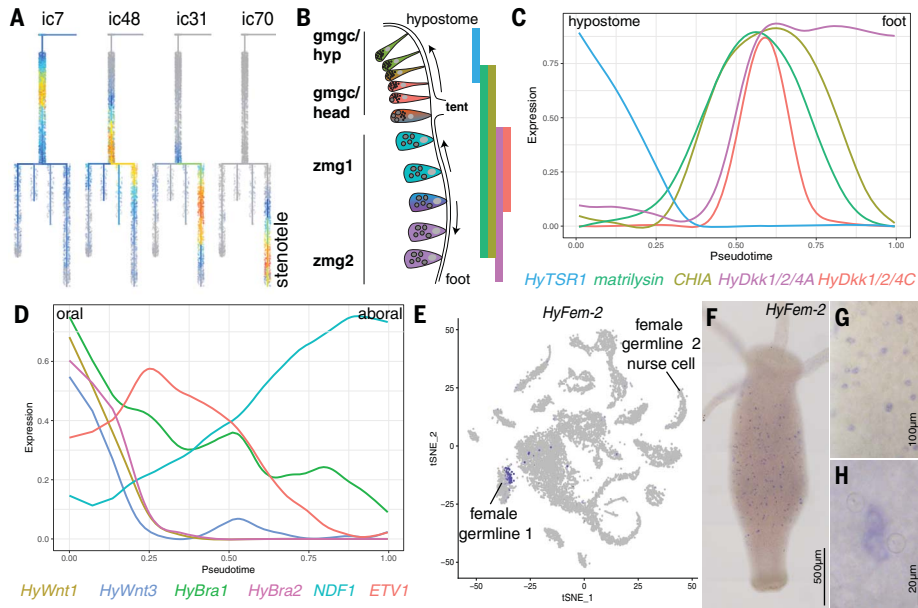 A
ic7
ic48
ic31
ic70
stenotele
B
hypostome
gmgc/
hyp
gmgc/
head
tent
zmg1
zmg2
foot
C
hypostome
foot
Expression
0.75
0.50
0.25
0.00
0.00
0.25
0.50
0.75
1.00
Pseudotime
HyTSR1 matrilysin CHIA HyDkk1/2/4A HyDkk1/2/4C
D
oral
aboral
Expression
0.6
0.4
0.2
0.0
0.00
0.25
0.50
0.75
1.00
Pseudotime
HyWnt1 HyWnt3 HyBra1 HyBra2 NDF1 ETV1
E
HyFem-2
female
germline 2
nurse cell
female
germline 1
tSNE_2
50
25
0
−25
−50
−50
−25
0
25
50
tSNE_1
F
HyFem-2
500µm
G
100µm
H
20µm